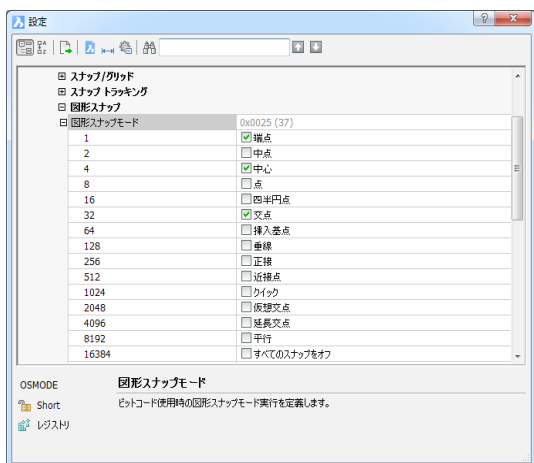 設定
スナップ/グリッド
スナップ トラッキング
図形スナップ
図形スナップモード 0x0025 (37)
1 端点
2 中点
4 中心
8 点
16 四半円点
32 交点
64 挿入基点
128 垂線
256 正接
512 近接点
1024 クイック
2048 仮想交点
4096 延長交点
8192 平行
16384 すべてのスナップをオフ
OSMODE 図形スナップモード
Short ビットコード使用時の図形スナップモード実行を定義します。
レジストリ